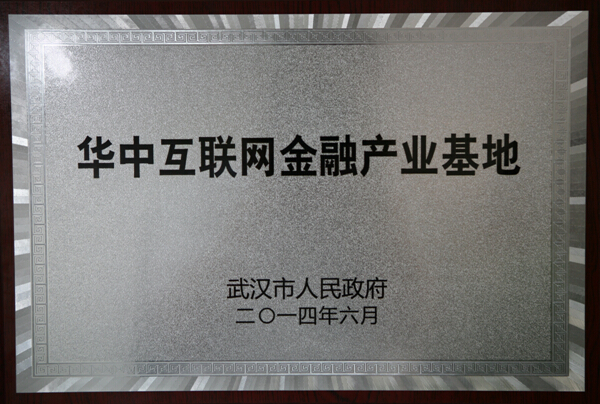 华中互联网金融产业基地
武汉市人民政府
二〇一四年六月